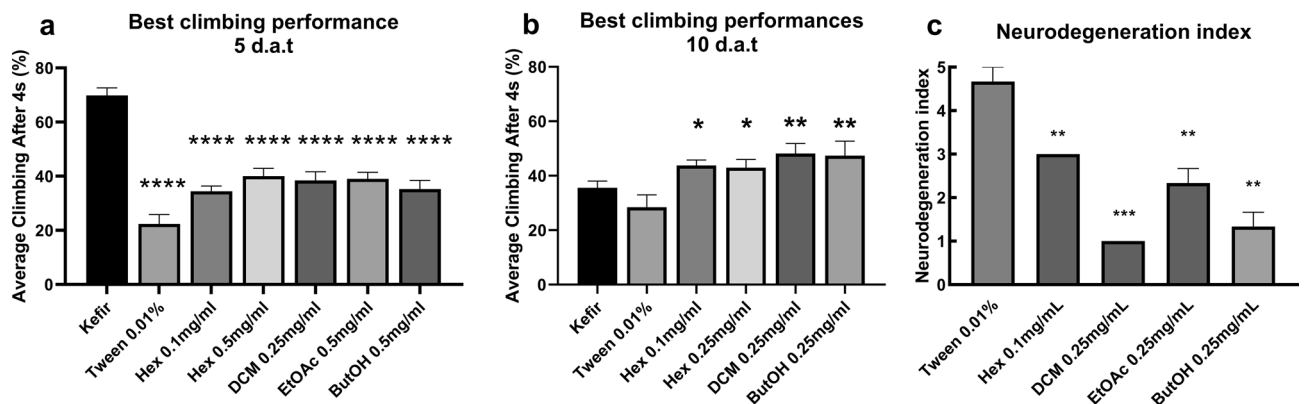 a
Best climbing performance
5 d.a.t
Average Climbing After 4s (%)
80
60
40
20
0
****
****
****
****
****
****
Kefir
Tween 0.01%
Hex 0.1mg/ml
Hex 0.5mg/ml
DCM 0.25mg/ml
EtOAc 0.5mg/ml
ButOH 0.5mg/ml
b
Best climbing performances
10 d.a.t
Average Climbing After 4s (%)
80
60
40
20
0
*
*
**
**
Kefir
Tween 0.01%
Hex 0.1mg/ml
Hex 0.25mg/ml
DCM 0.25mg/ml
ButOH 0.25mg/ml
c
Neurodegeneration index
Neurodegeneration index
5
4
3
2
1
0
**
***
**
**
Tween 0.01%
Hex 0.1mg/mL
DCM 0.25mg/mL
EtOAc 0.25mg/mL
ButOH 0.25mg/mL